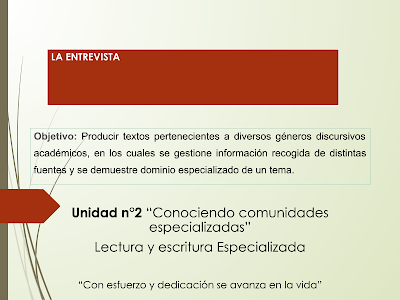 LA ENTREVISTA
Objetivo: Producir textos pertenecientes a diversos géneros discursivos
académicos, en los cuales se gestione información recogida de distintas
fuentes y se demuestre dominio especializado de un tema.
Unidad n°2 “Conociendo comunidades
especializadas”
Lectura y escritura Especializada
“Con esfuerzo y dedicación se avanza en la vida”